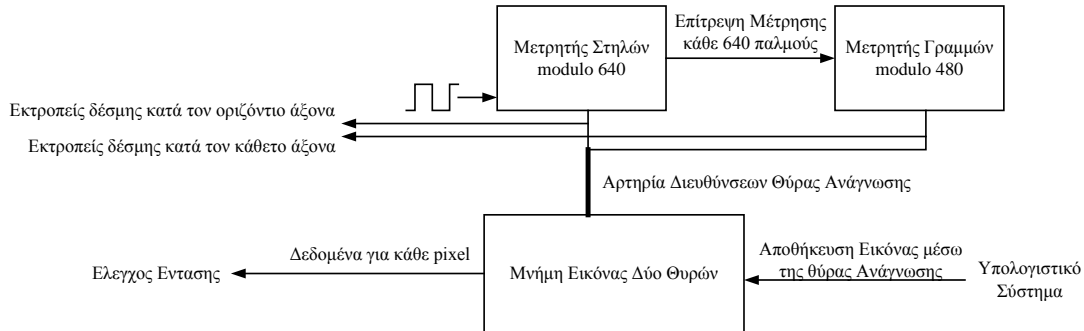 Μετρητής Στηλών
modulo 640
Επίτρεψη Μέτρησης
κάθε 640 παλμούς
Μετρητής Γραμμών
modulo 480
Εκτροπείς δέσμης κατά τον οριζόντιο άξονα
Εκτροπείς δέσμης κατά τον κάθετο άξονα
Αρτηρία Διευθύνσεων Θύρας Ανάγνωσης
Δεδομένα για κάθε pixel
Ελεγχος Εντασης
Μνήμη Εικόνας Δύο Θυρών
Αποθήκευση Εικόνας μέσω
της θύρας Ανάγνωσης
Υπολογιστικό
Σύστημα